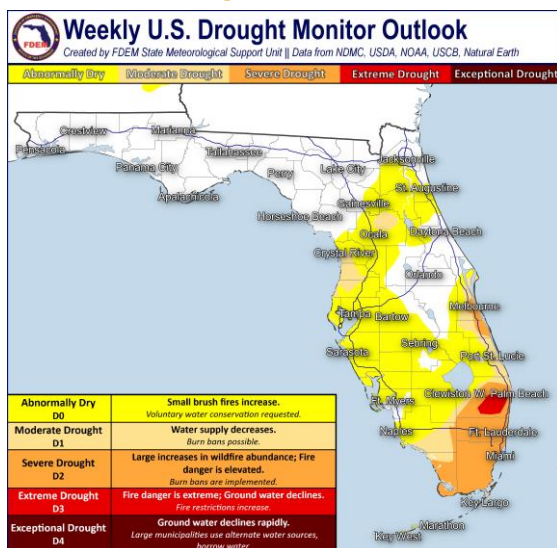 FDEM
Weekly U.S. Drought Monitor Outlook
Created by FDEM State Meteorological Support Unit || Data from NDMC, USDA, NOAA, USCB, Natural Earth
Abnormally Dry
Moderate Drought
Severe Drought
Extreme Drought
Exceptional Drought
Crestview
Marianna
Pensacola
Tallahassee
Jacksonville
Panama City
Perry
Lake City
Apalachicola
St. Augustine
Gainesville
Horseshoe Beach
Ocala
Daytona Beach
Crystal River
Orlando
Melbourne
Tampa
Bartow
Sebring
Sarasota
Port St. Lucie
Clewiston
W. Palm Beach
Ft. Myers
Naples
Ft. Lauderdale
Miami
Key Largo
Marathon
Key West
Abnormally Dry
D0
Small brush fires increase.
Voluntary water conservation requested.
Moderate Drought
D1
Water supply decreases.
Burn bans possible.
Severe Drought
D2
Large increases in wildfire abundance; Fire
danger is elevated.
Burn bans are implemented.
Extreme Drought
D3
Fire danger is extreme; Ground water declines.
Fire restrictions increase.
Exceptional Drought
D4
Ground water declines rapidly.
Large municipalities use alternate water sources,
borrow water.